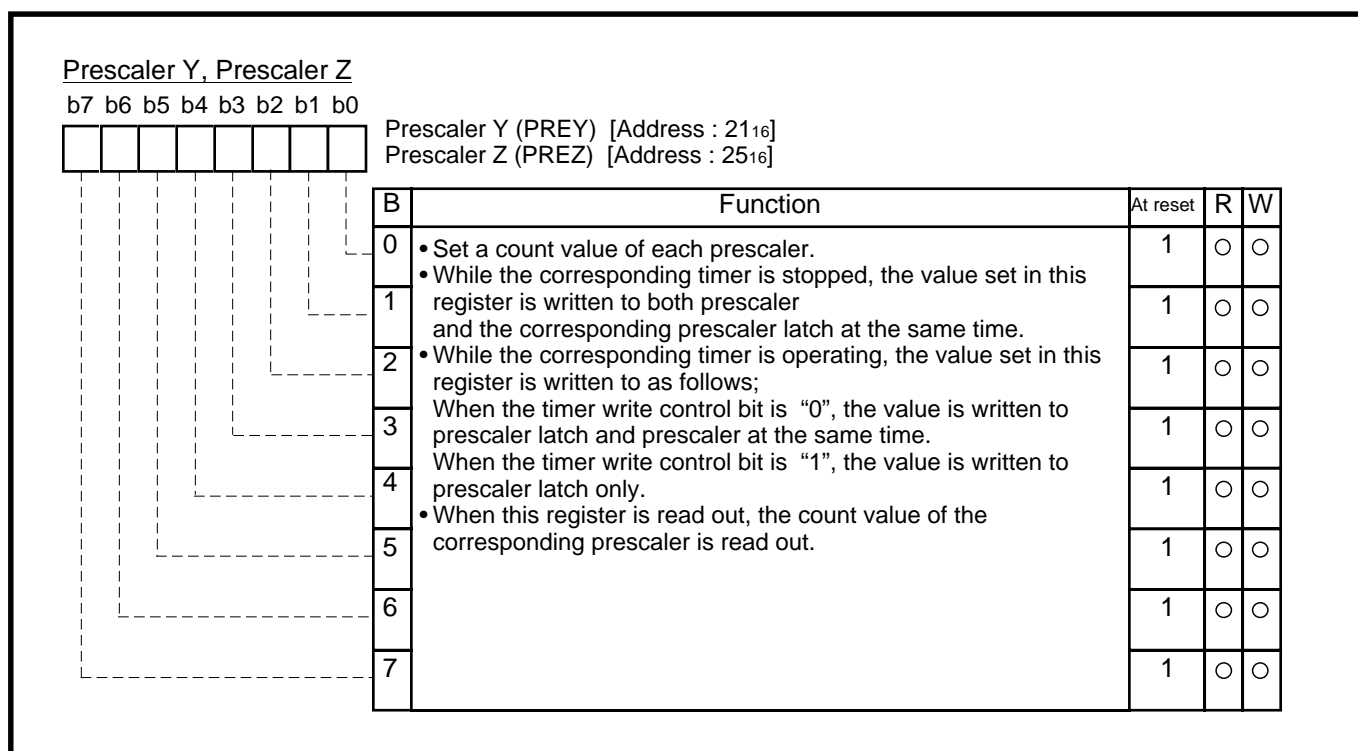 Prescaler Y, Prescaler Z
b7 b6 b5 b4 b3 b2 b1 b0
Prescaler Y (PREY) [Address : 21₁₆]
Prescaler Z (PREZ) [Address : 25₁₆]
B Function At reset R W
0 • Set a count value of each prescaler. 1 ○ ○
• While the corresponding timer is stopped, the value set in this
1 register is written to both prescaler 1 ○ ○
and the corresponding prescaler latch at the same time.
2 • While the corresponding timer is operating, the value set in this 1 ○ ○
register is written to as follows;
When the timer write control bit is “0”, the value is written to
3 prescaler latch and prescaler at the same time. 1 ○ ○
When the timer write control bit is “1”, the value is written to
4 prescaler latch only. 1 ○ ○
• When this register is read out, the count value of the
5 corresponding prescaler is read out. 1 ○ ○
6 1 ○ ○
7 1 ○ ○